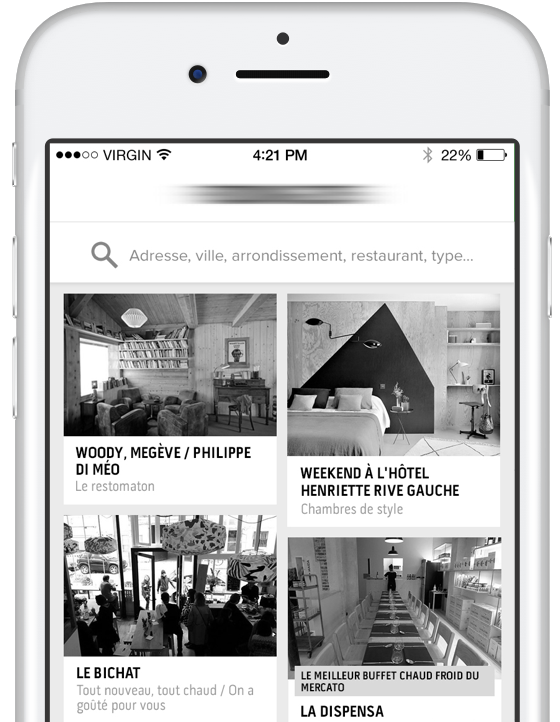 VIRGIN 4:21 PM 22%
Adresse, ville, arrondissement, restaurant, type...
WOODY, MEGÈVE / PHILIPPE
DI MÉO
Le restomaton
WEEKEND À L'HÔTEL
HENRIETTE RIVE GAUCHE
Chambres de style
LE BICHAT
Tout nouveau, tout chaud / On a
goûté pour vous
LE MEILLEUR BUFFET CHAUD FROID DU
MERCATO
LA DISPENSA